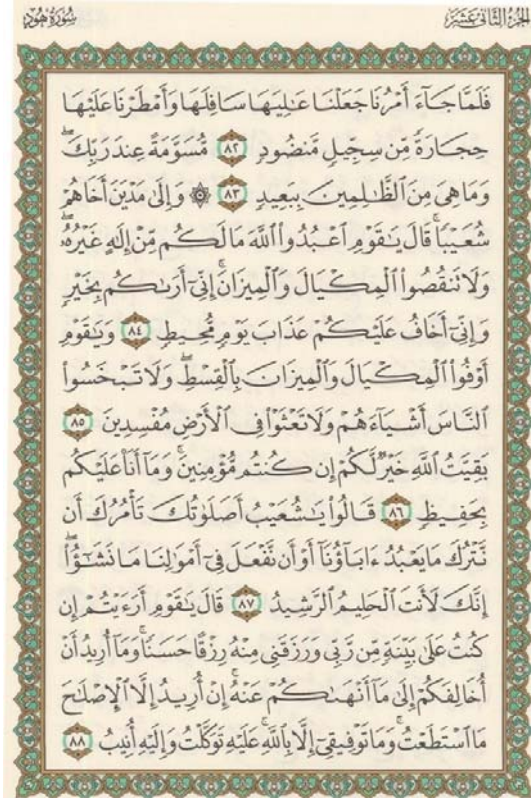 الجزء الثاني عشر
سورة هود
فَلَمَّا جَآءَ أَمْرُنَا جَعَلْنَا عَٰلِيَهَا سَافِلَهَا وَأَمْطَرْنَا عَلَيْهَا
حِجَارَةً مِّن سِجِّيلٍ مَّنضُودٍ ٨٢ مُّسَوَّمَةً عِندَ رَبِّكَۖ
وَمَا هِىَ مِنَ ٱلظَّٰلِمِينَ بِبَعِيدٍ ٨٣ ۞ وَإِلَىٰ مَدْيَنَ أَخَاهُمْ
شُعَيْبًاۚ قَالَ يَٰقَوْمِ ٱعْبُدُوا۟ ٱللَّهَ مَا لَكُم مِّنْ إِلَٰهٍ غَيْرُهُۥۖ
وَلَا تَنقُصُوا۟ ٱلْمِكْيَالَ وَٱلْمِيزَانَۚ إِنِّىٓ أَرَىٰكُم بِخَيْرٍ
وَإِنِّىٓ أَخَافُ عَلَيْكُمْ عَذَابَ يَوْمٍ مُّحِيطٍ ٨٤ وَيَٰقَوْمِ
أَوْفُوا۟ ٱلْمِكْيَالَ وَٱلْمِيزَانَ بِٱلْقِسْطِۖ وَلَا تَبْخَسُوا۟
ٱلنَّاسَ أَشْيَآءَهُمْ وَلَا تَعْثَوْا۟ فِى ٱلْأَرْضِ مُفْسِدِينَ ٨٥
بَقِيَّتُ ٱللَّهِ خَيْرٌ لَّكُمْ إِن كُنتُم مُّؤْمِنِينَۚ وَمَآ أَنَا۠ عَلَيْكُم
بِحَفِيظٍ ٨٦ قَالُوا۟ يَٰشُعَيْبُ أَصَلَوٰتُكَ تَأْمُرُكَ أَن
نَّتْرُكَ مَا يَعْبُدُ ءَابَآؤُنَآ أَوْ أَن نَّفْعَلَ فِىٓ أَمْوَٰلِنَا مَا نَشَٰٓؤُا۟ۖ
إِنَّكَ لَأَنتَ ٱلْحَلِيمُ ٱلرَّشِيدُ ٨٧ قَالَ يَٰقَوْمِ أَرَءَيْتُمْ إِن
كُنتُ عَلَىٰ بَيِّنَةٍ مِّن رَّبِّى وَرَزَقَنِى مِنْهُ رِزْقًا حَسَنًاۚ وَمَآ أُرِيدُ أَنْ
أُخَالِفَكُمْ إِلَىٰ مَآ أَنْهَىٰكُمْ عَنْهُۚ إِنْ أُرِيدُ إِلَّا ٱلْإِصْلَٰحَ
مَا ٱسْتَطَعْتُۚ وَمَا تَوْفِيقِىٓ إِلَّا بِٱللَّهِۚ عَلَيْهِ تَوَكَّلْتُ وَإِلَيْهِ أُنِيبُ ٨٨